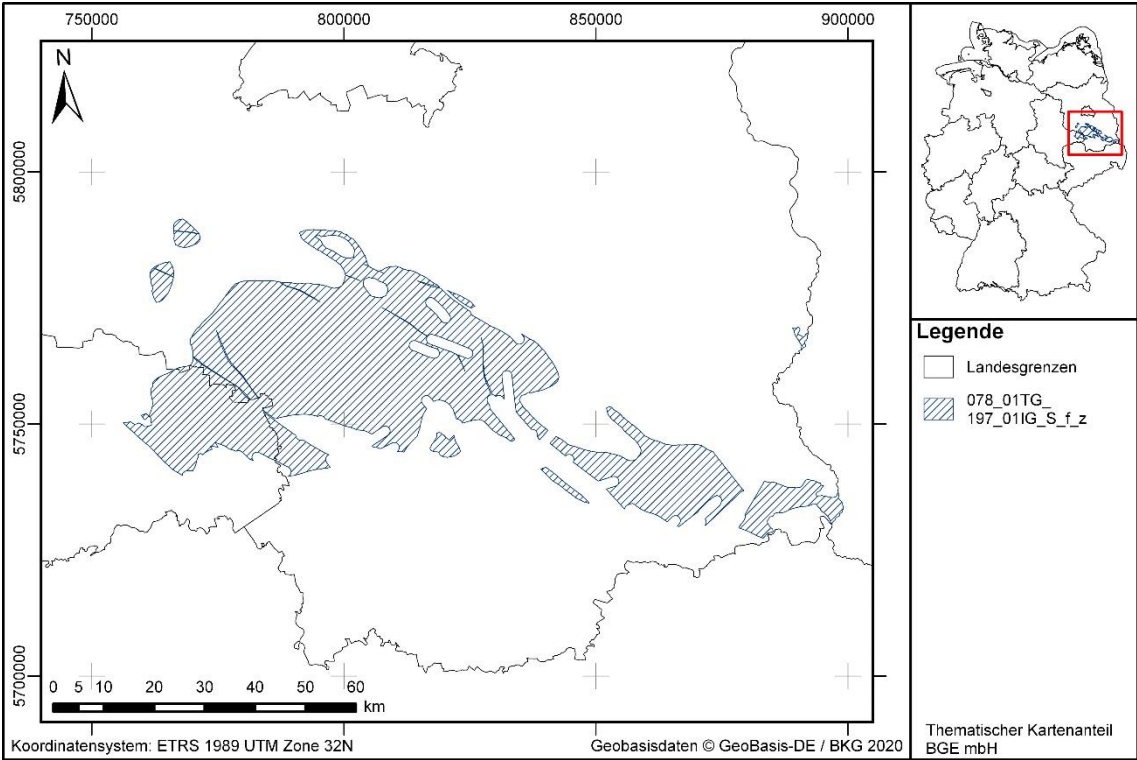 750000 800000 850000 900000
N
5800000
5750000
5700000
0 5 10 20 30 40 50 60
km
Koordinatensystem: ETRS 1989 UTM Zone 32N
Geobasisdaten © GeoBasis-DE / BKG 2020
Legende
Landesgrenzen
078_01TG_
197_01IG_S_f_z
Thematischer Kartenanteil
BGE mbH